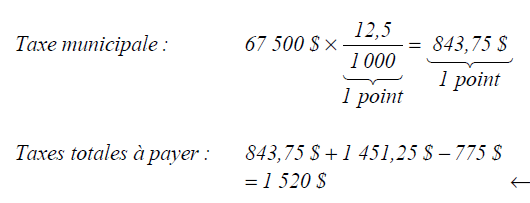 Taxe municipale : 67 500 $ × 12,5 / 1 000 = 843,75 $
1 point
1 point
Taxes totales à payer : 843,75 $ + 1 451,25 $ – 775 $
= 1 520 $ ←